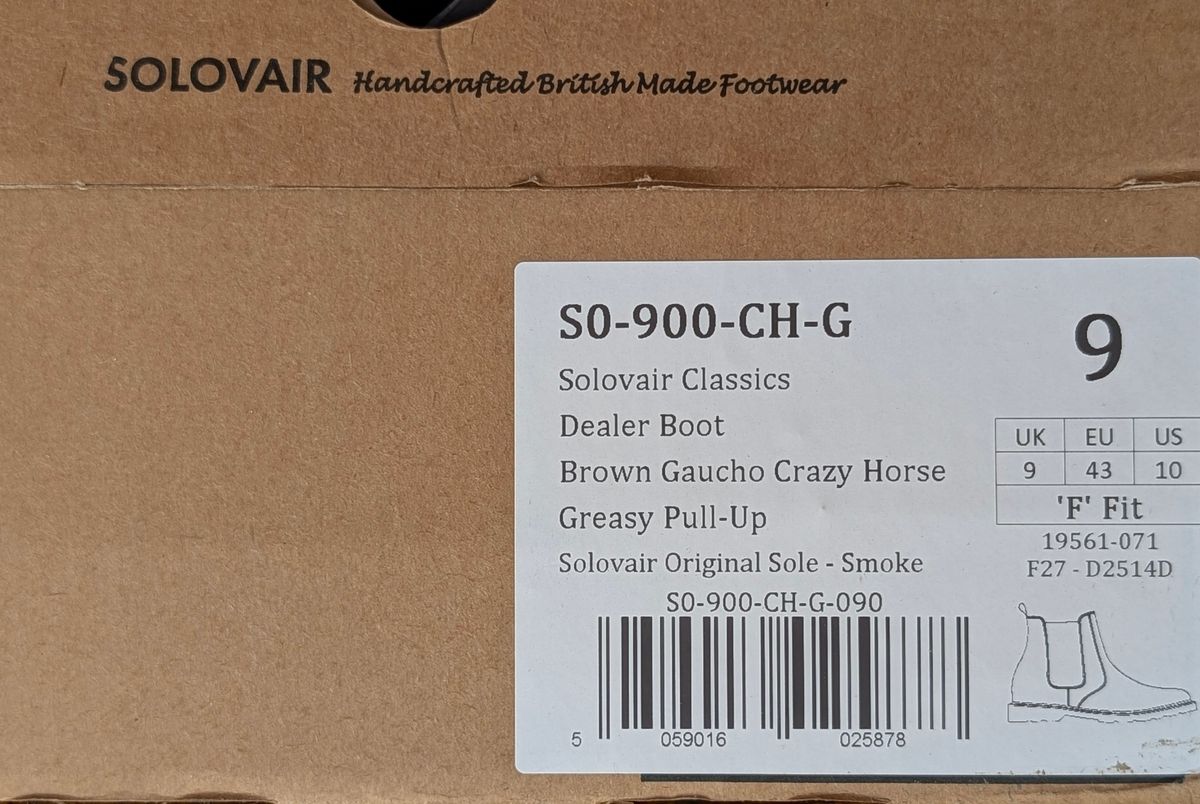 SOLOVAIR Handcrafted British Made Footwear
S0-900-CH-G
9
Solovair Classics
Dealer Boot
Brown Gaucho Crazy Horse
Greasy Pull-Up
Solovair Original Sole - Smoke
UK EU US
9 43 10
'F' Fit
19561-071
F27 - D2514D
S0-900-CH-G-090
5 059016 025878